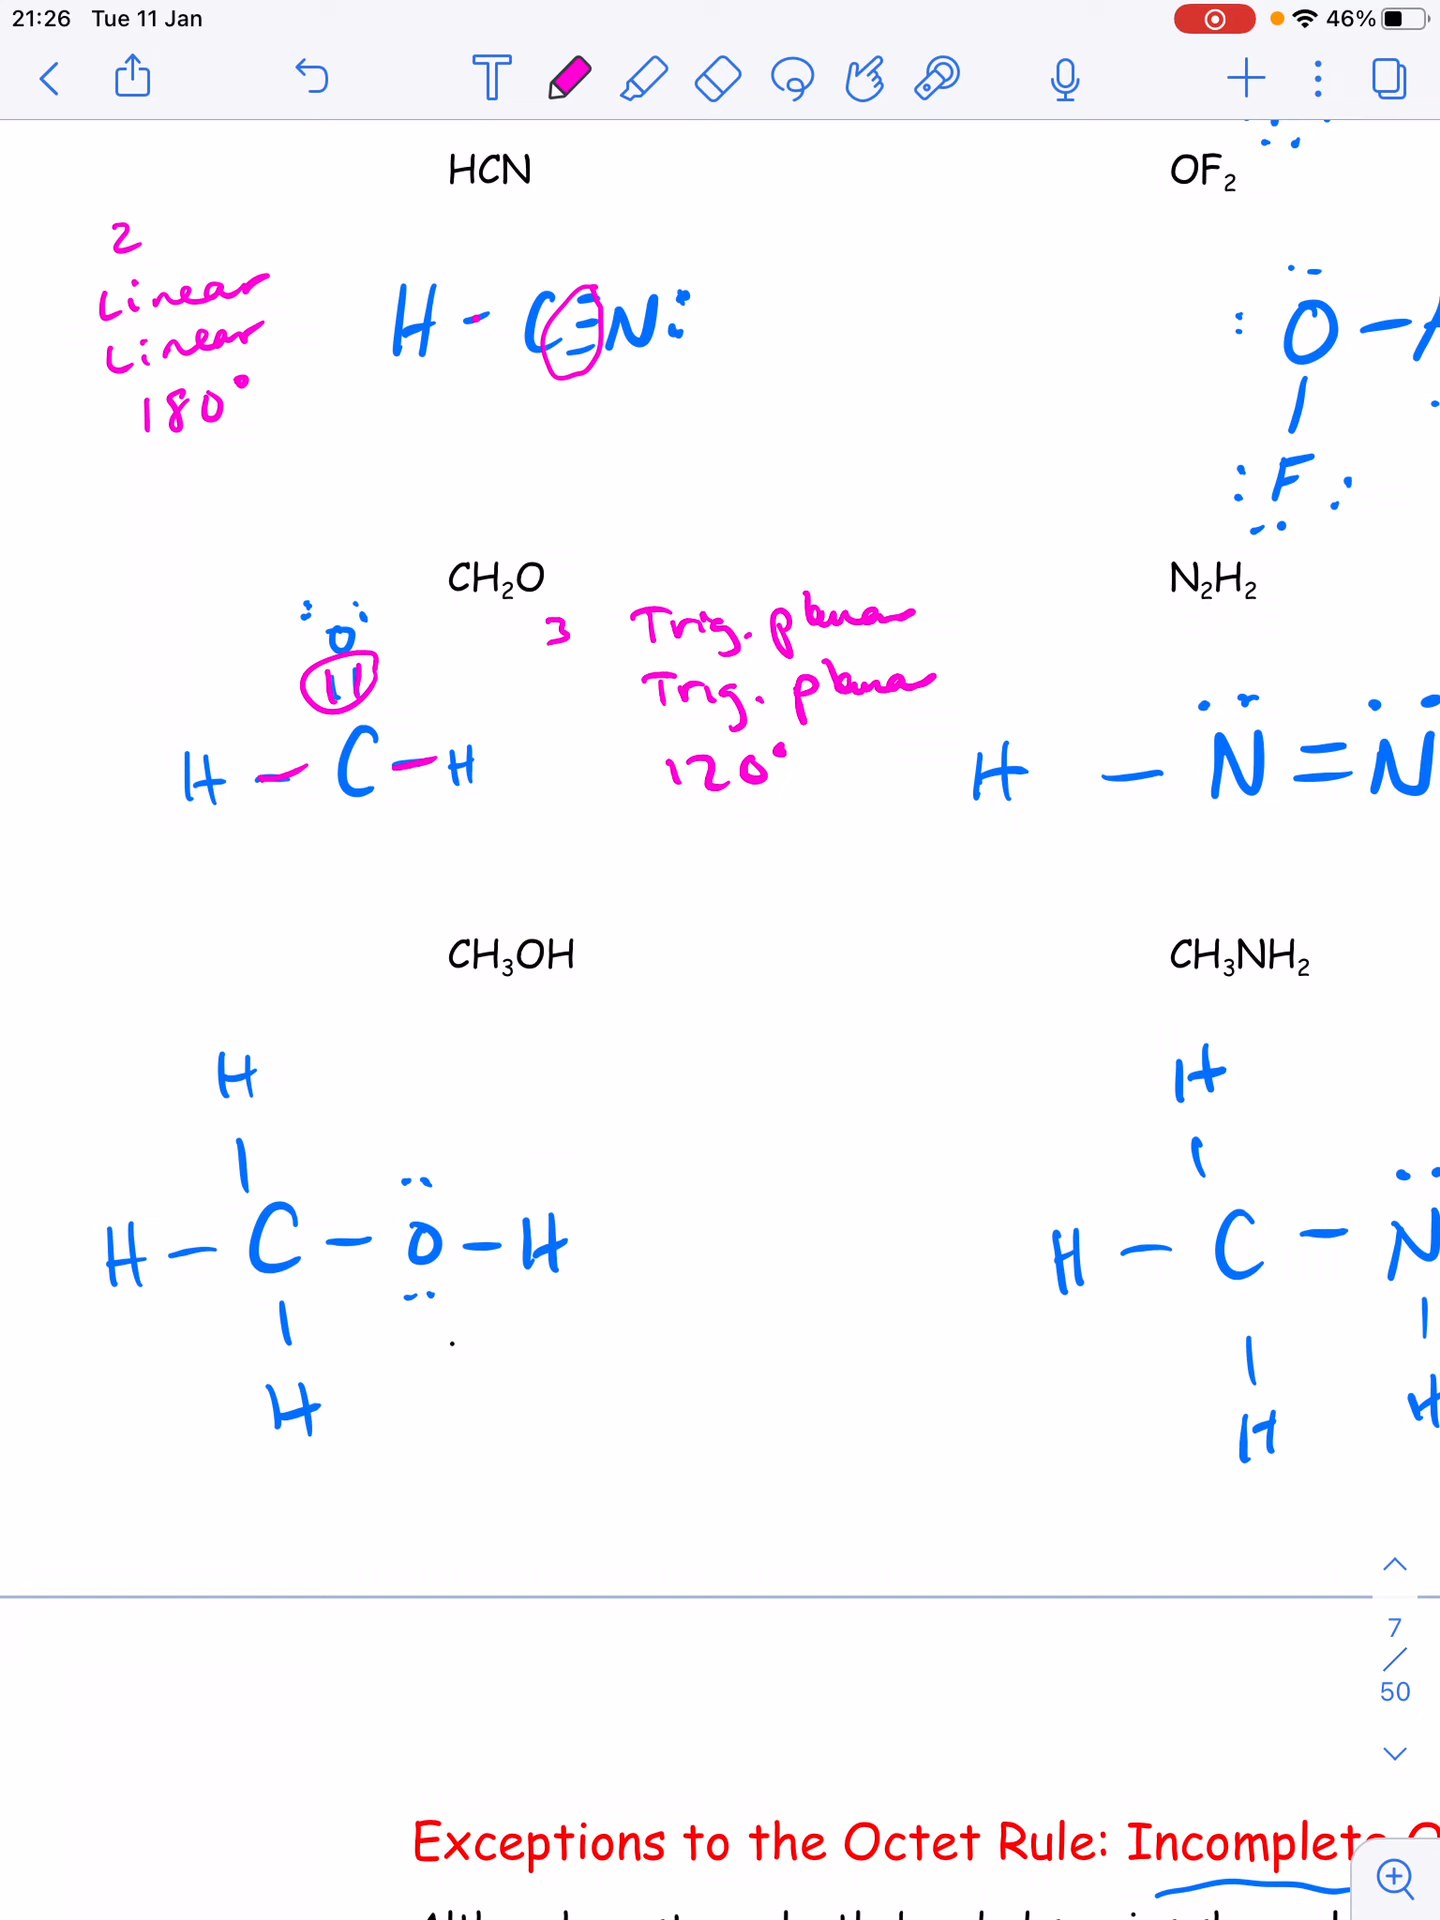 21:26 Tue 11 Jan 46%
HCN
OF₂
2
Linear
Linear
180°
H - C≡N:
:O-
F
CH₂O
N₂H₂
3 Trig. planar
Trig. planar
120°
O
H - C - H
H - N = N
CH₃OH
CH₃NH₂
H
H - C - O - H
H
H
H - C - N
H
H
7
/
50
Exceptions to the Octet Rule: Incomplete